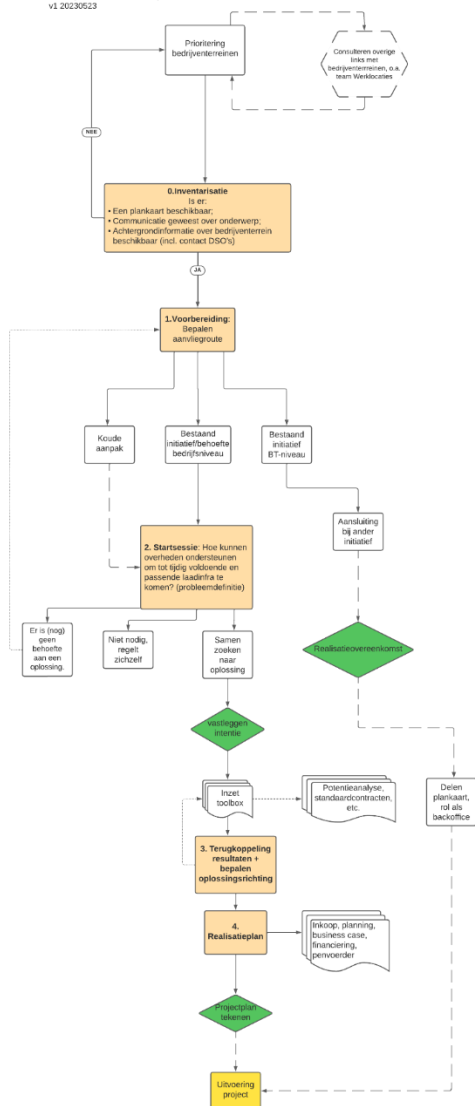 v1 20230523
Prioritering
bedrijventerreinen
Consulteren overige
links met
bedrijventerreinen, o.a.
team Werklocaties
NEE
0.Inventarisatie
Is er:
• Een plankaart beschikbaar;
• Communicatie geweest over onderwerp;
• Achtergrondinformatie over bedrijventerrein
beschikbaar (incl. contact DSO's)
JA
1.Voorbereiding:
Bepalen
aanvliegroute
Koude
aanpak
Bestaand
initiatief/behoefte
bedrijfsniveau
Bestaand
initiatief
BT-niveau
Aansluiting
bij ander
initiatief
2. Startsessie: Hoe kunnen
overheden ondersteunen
om tot tijdig voldoende en
passende laadinfra te
komen? (probleemdefinitie)
Er is (nog)
geen
behoefte
aan een
oplossing.
Niet nodig,
regelt
zichzelf
Samen
zoeken
naar
oplossing
Realisatieovereenkomst
vastleggen
intentie
Inzet
toolbox
Potentieanalyse,
standaardcontracten,
etc.
Delen
plankaart,
rol als
backoffice
3. Terugkoppeling
resultaten +
bepalen
oplossingsrichting
4.
Realisatieplan
Inkoop, planning,
business case,
financiering,
penvoerder
Projectplan
tekenen
Uitvoering
project